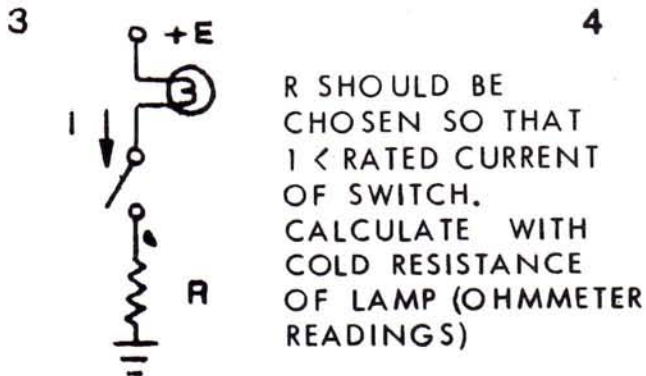 3
4
+E
I
R
R SHOULD BE
CHOSEN SO THAT
I < RATED CURRENT
OF SWITCH.
CALCULATE WITH
COLD RESISTANCE
OF LAMP (OHMMETER
READINGS)